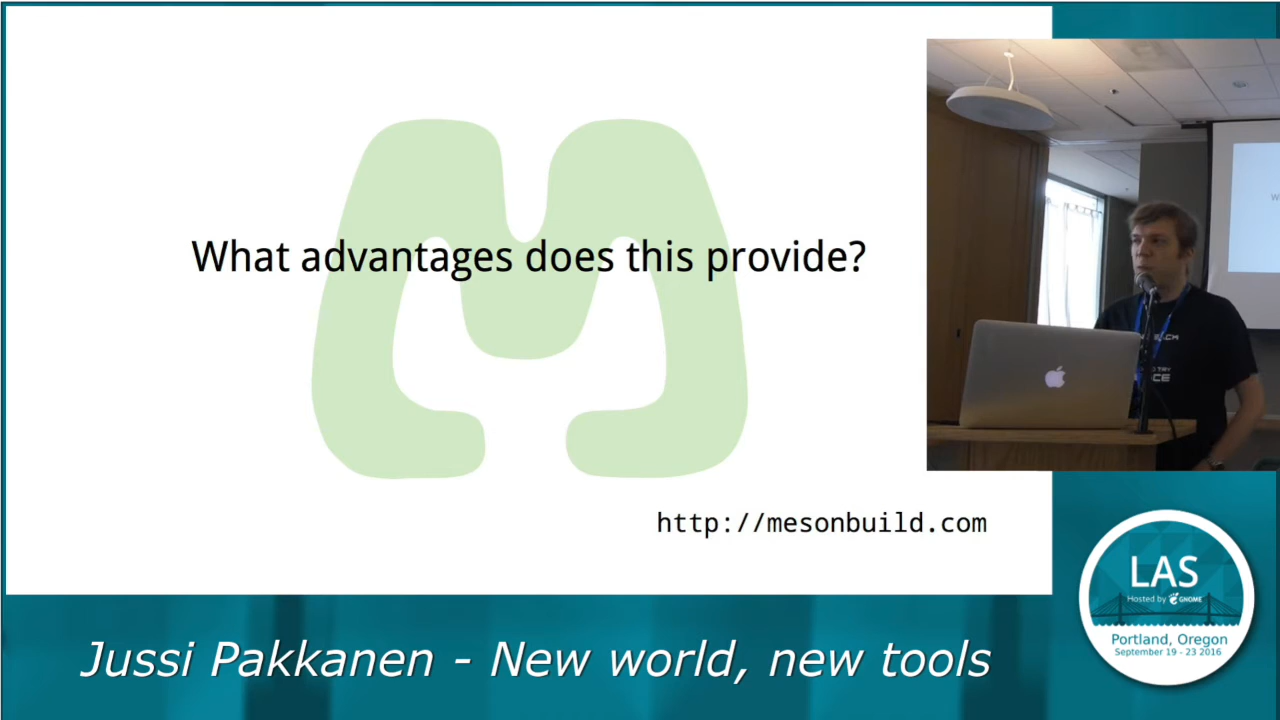 What advantages does this provide?
http://mesonbuild.com
LAS
Hosted by GNOME
Portland, Oregon
September 19 - 23 2016
Jussi Pakkanen - New world, new tools